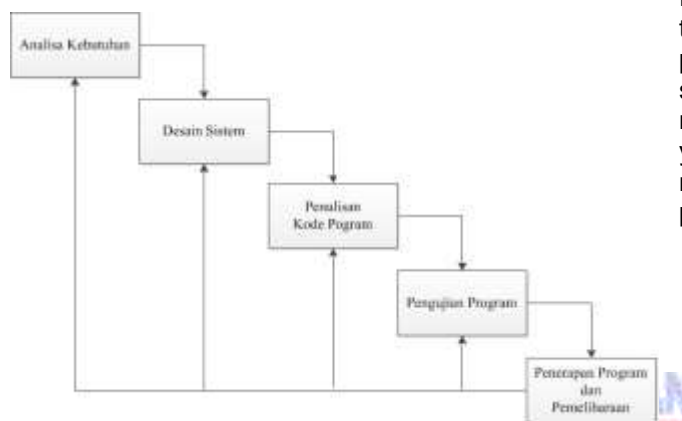 Analisa Kebutuhan
Desain Sistem
Penulisan
Kode Pogram
Pengujian Program
Penerapan Program
dan
Pemeliharaan